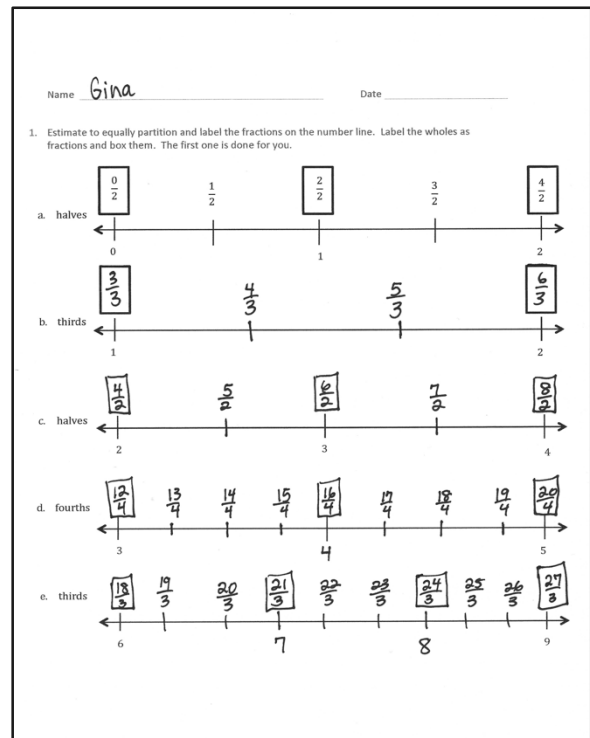 Name Gina Date
1. Estimate to equally partition and label the fractions on the number line. Label the wholes as
fractions and box them. The first one is done for you.
0/2 1/2 2/2 3/2 4/2
a. halves
0 1 2
3/3 4/3 5/3 6/3
b. thirds
1 2
4/2 5/2 6/2 7/2 8/2
c. halves
2 3 4
12/4 13/4 14/4 15/4 16/4 17/4 18/4 19/4 20/4
d. fourths
3 4 5
18/3 19/3 20/3 21/3 22/3 23/3 24/3 25/3 26/3 27/3
e. thirds
6 7 8 9